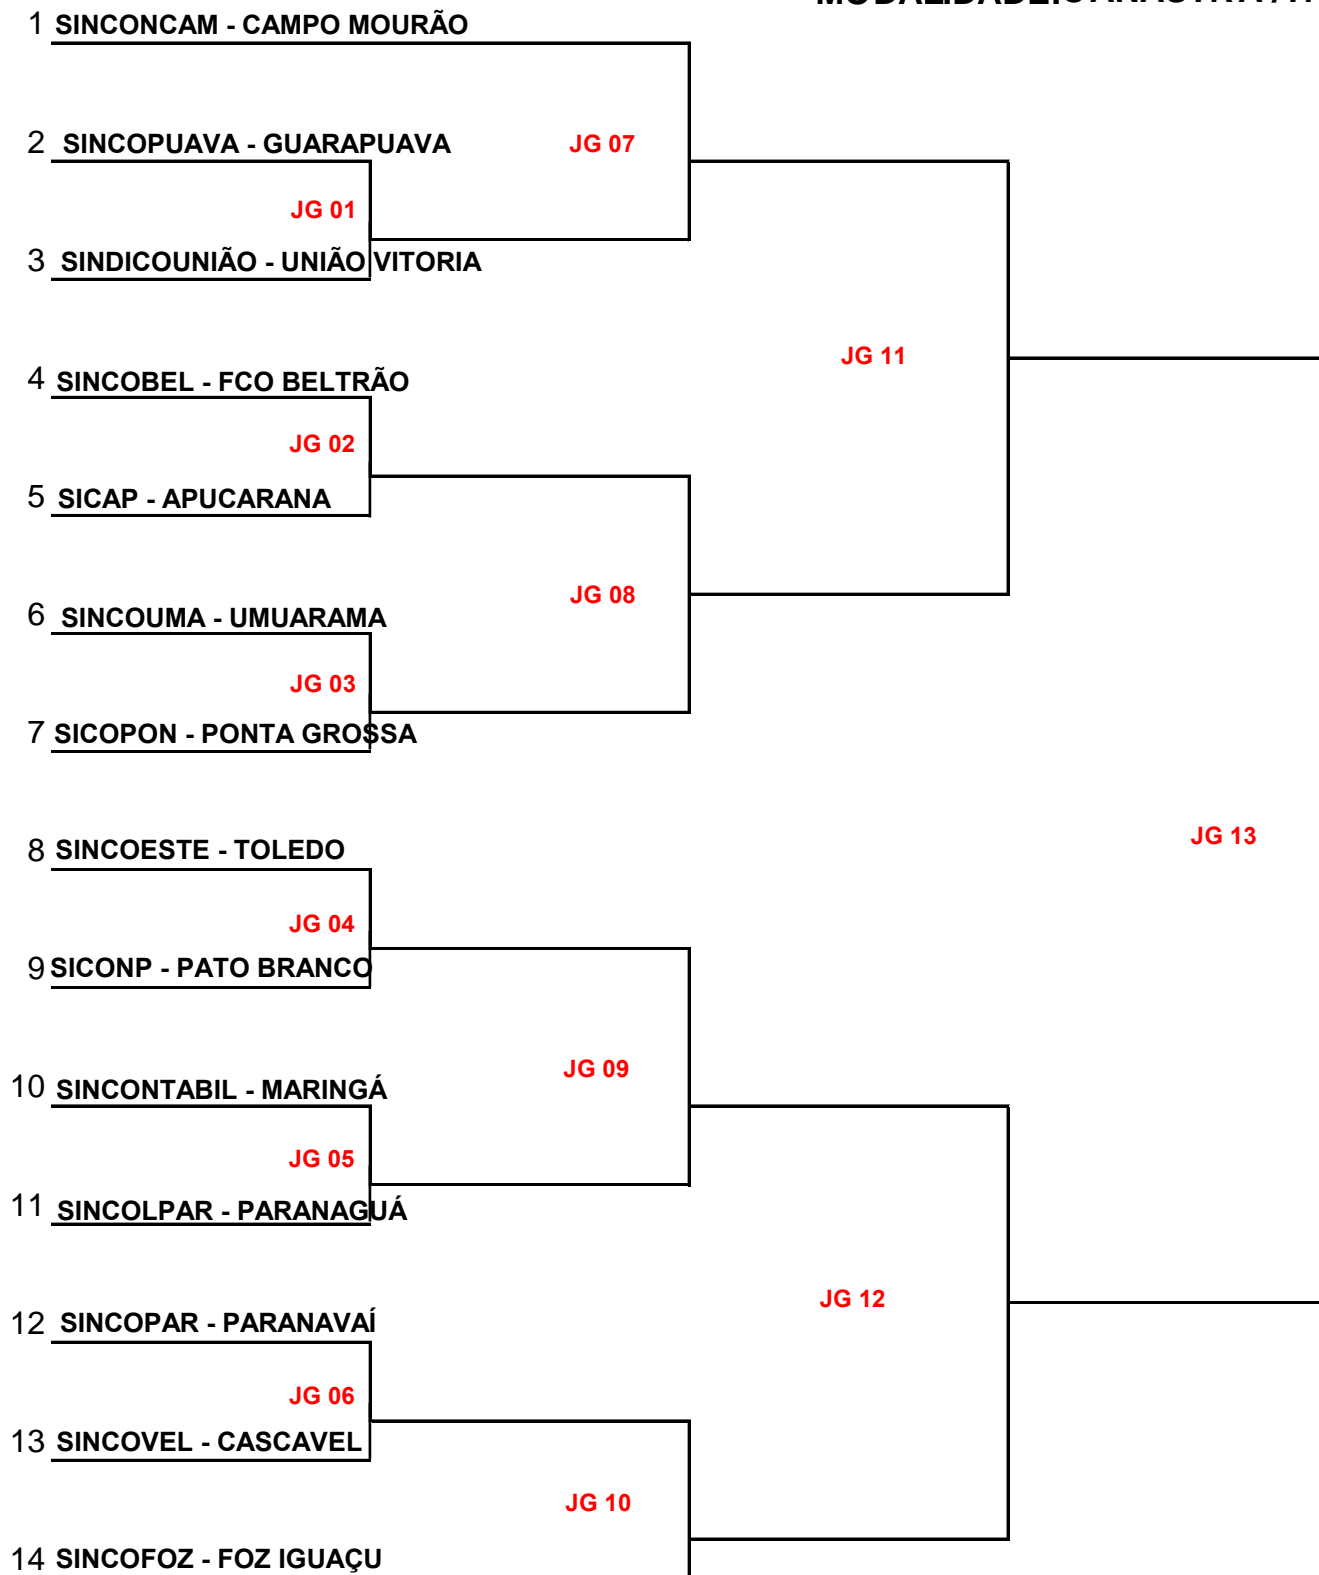 1 SINCONCAM - CAMPO MOURÃO
2 SINCOPUAVA - GUARAPUAVA
JG 07
JG 01
3 SINDICOUNIÃO - UNIÃO VITORIA
JG 11
4 SINCOBEL - FCO BELTRÃO
JG 02
5 SICAP - APUCARANA
JG 08
6 SINCOUMA - UMUARAMA
JG 03
7 SICOPON - PONTA GROSSA
JG 13
8 SINCOESTE - TOLEDO
JG 04
9 SICONP - PATO BRANCO
JG 09
10 SINCONTABIL - MARINGÁ
JG 05
11 SINCOLPAR - PARANAGUÁ
JG 12
12 SINCOPAR - PARANAVAÍ
JG 06
13 SINCOVEL - CASCAVEL
JG 10
14 SINCOFOZ - FOZ IGUAÇU